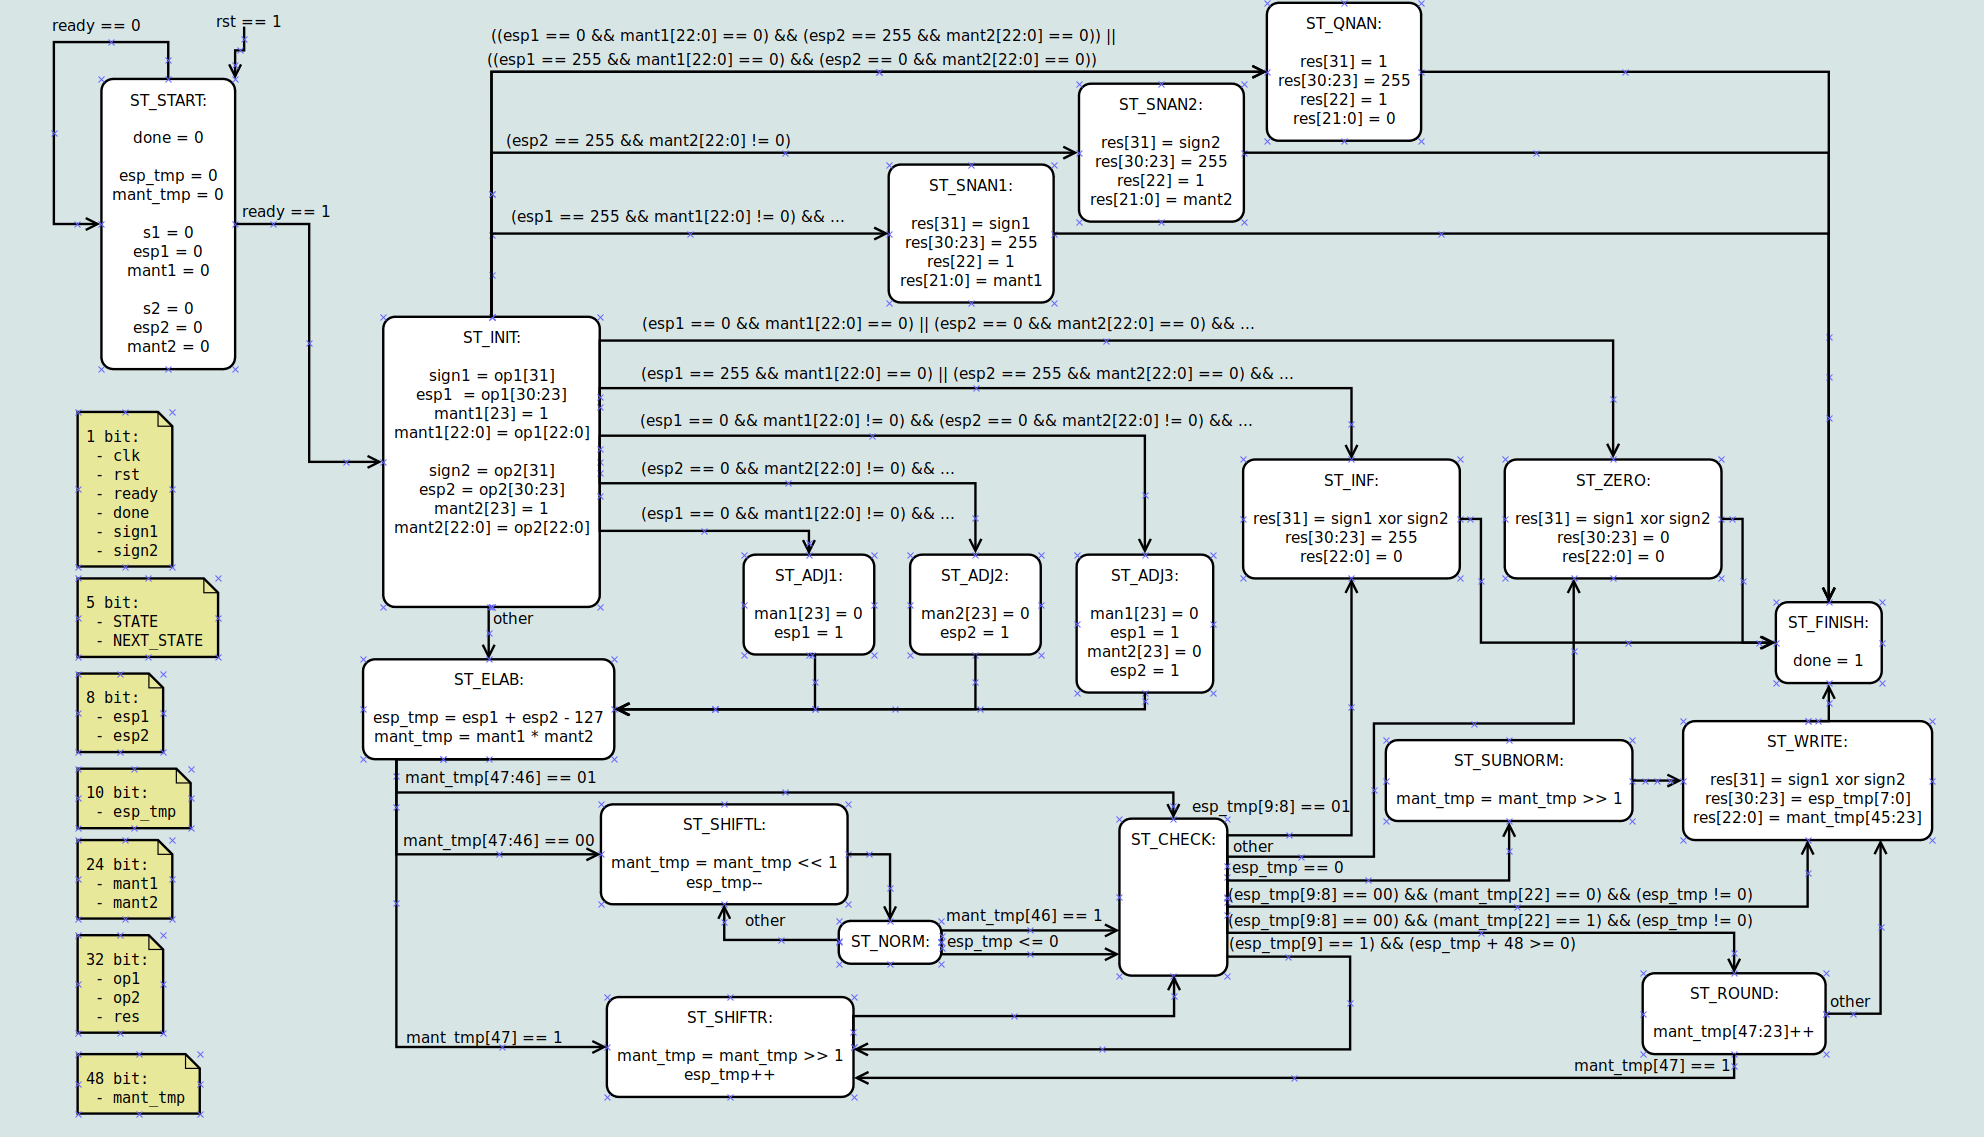 ready == 0
rst == 1
ST_START:
done = 0
esp_tmp = 0
mant_tmp = 0
s1 = 0
esp1 = 0
mant1 = 0
s2 = 0
esp2 = 0
mant2 = 0
ready == 1
((esp1 == 0 && mant1[22:0] == 0) && (esp2 == 255 && mant2[22:0] == 0)) ||
((esp1 == 255 && mant1[22:0] == 0) && (esp2 == 0 && mant2[22:0] == 0))
ST_QNAN:
res[31] = 1
res[30:23] = 255
res[22] = 1
res[21:0] = 0
(esp2 == 255 && mant2[22:0] != 0)
ST_SNAN2:
res[31] = sign2
res[30:23] = 255
res[22] = 1
res[21:0] = mant2
(esp1 == 255 && mant1[22:0] != 0) && ...
ST_SNAN1:
res[31] = sign1
res[30:23] = 255
res[22] = 1
res[21:0] = mant1
ST_INIT:
sign1 = op1[31]
esp1  = op1[30:23]
mant1[23] = 1
mant1[22:0] = op1[22:0]
sign2 = op2[31]
esp2 = op2[30:23]
mant2[23] = 1
mant2[22:0] = op2[22:0]
(esp1 == 0 && mant1[22:0] == 0) || (esp2 == 0 && mant2[22:0] == 0) && ...
(esp1 == 255 && mant1[22:0] == 0) || (esp2 == 255 && mant2[22:0] == 0) && ...
(esp1 == 0 && mant1[22:0] != 0) && (esp2 == 0 && mant2[22:0] != 0) && ...
(esp2 == 0 && mant2[22:0] != 0) && ...
(esp1 == 0 && mant1[22:0] != 0) && ...
other
ST_ADJ1:
man1[23] = 0
esp1 = 1
ST_ADJ2:
man2[23] = 0
esp2 = 1
ST_ADJ3:
man1[23] = 0
esp1 = 1
mant2[23] = 0
esp2 = 1
ST_INF:
res[31] = sign1 xor sign2
res[30:23] = 255
res[22:0] = 0
ST_ZERO:
res[31] = sign1 xor sign2
res[30:23] = 0
res[22:0] = 0
ST_FINISH:
done = 1
ST_ELAB:
esp_tmp = esp1 + esp2 - 127
mant_tmp = mant1 * mant2
mant_tmp[47:46] == 01
mant_tmp[47:46] == 00
mant_tmp[47] == 1
ST_SHIFTL:
mant_tmp = mant_tmp << 1
esp_tmp--
other
ST_NORM:
mant_tmp[46] == 1
esp_tmp <= 0
ST_SHIFTR:
mant_tmp = mant_tmp >> 1
esp_tmp++
ST_CHECK:
esp_tmp[9:8] == 01
other
esp_tmp == 0
(esp_tmp[9:8] == 00) && (mant_tmp[22] == 0) && (esp_tmp != 0)
(esp_tmp[9:8] == 00) && (mant_tmp[22] == 1) && (esp_tmp != 0)
(esp_tmp[9] == 1) && (esp_tmp + 48 >= 0)
ST_SUBNORM:
mant_tmp = mant_tmp >> 1
ST_WRITE:
res[31] = sign1 xor sign2
res[30:23] = esp_tmp[7:0]
res[22:0] = mant_tmp[45:23]
ST_ROUND:
mant_tmp[47:23]++
other
mant_tmp[47] == 1
1 bit:
- clk
- rst
- ready
- done
- sign1
- sign2
5 bit:
- STATE
- NEXT_STATE
8 bit:
- esp1
- esp2
10 bit:
- esp_tmp
24 bit:
- mant1
- mant2
32 bit:
- op1
- op2
- res
48 bit:
- mant_tmp